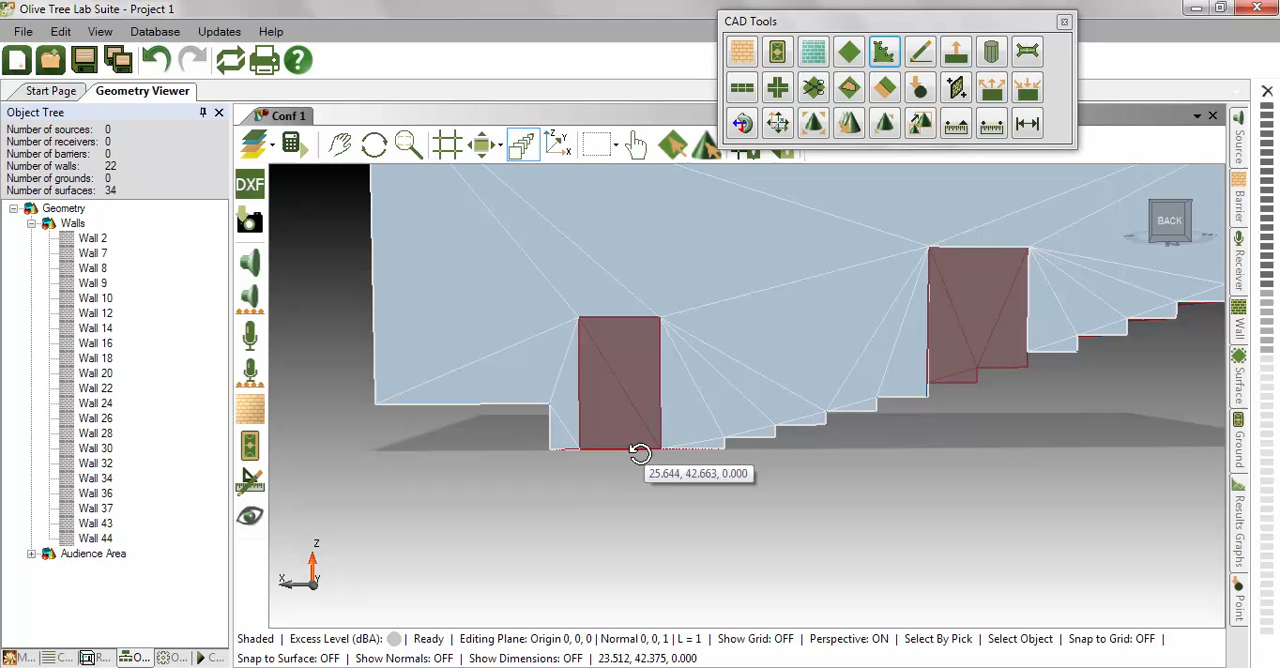 Olive Tree Lab Suite - Project 1
CAD Tools
File Edit View Database Updates Help
Start Page Geometry Viewer
Object Tree
Conf 1
Number of sources: 0
Number of receivers: 0
Number of barriers: 0
Number of walls: 22
Number of grounds: 0
Number of surfaces: 34
Geometry
Walls
Wall 2
Wall 7
Wall 8
Wall 9
Wall 10
Wall 12
Wall 14
Wall 16
Wall 18
Wall 20
Wall 22
Wall 24
Wall 26
Wall 28
Wall 30
Wall 32
Wall 34
Wall 36
Wall 37
Wall 43
Wall 44
Audience Area
DXF
BACK
25.644, 42.663, 0.000
Z
X
Y
Source
Barrier
Receiver
Wall
Surface
Ground
Results Graphs
Point
Shaded | Excess Level (dBA): | Ready | Editing Plane: Origin 0, 0, 0 | Normal 0, 0, 1 | L = 1 | Show Grid: OFF | Perspective: ON | Select By Pick | Select Object | Snap to Grid: OFF |
Snap to Surface: OFF | Show Normals: OFF | Show Dimensions: OFF | 23.512, 42.375, 0.000
M... C... R... O... O... C...